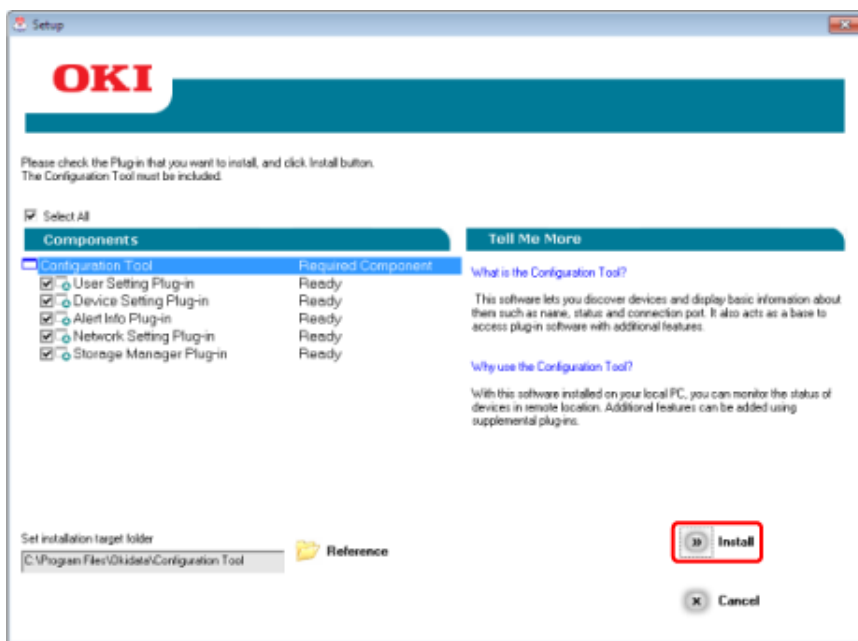 Setup
OKI
Please check the Plug-in that you want to install, and click Install button.
The Configuration Tool must be included.
Select All
Components
Configuration Tool Required Component
User Setting Plug-in Ready
Device Setting Plug-in Ready
Alert Info Plug-in Ready
Network Setting Plug-in Ready
Storage Manager Plug-in Ready
Tell Me More
What is the Configuration Tool?
This software lets you discover devices and display basic information about
them such as name, status and connection port. It also acts as a base to
access plug-in software with additional features.
Why use the Configuration Tool?
With this software installed on your local PC, you can monitor the status of
devices in remote location. Additional features can be added using
supplemental plug-ins.
Set installation target folder
C:\Program Files\Okidata\Configuration Tool
Reference
Install
Cancel